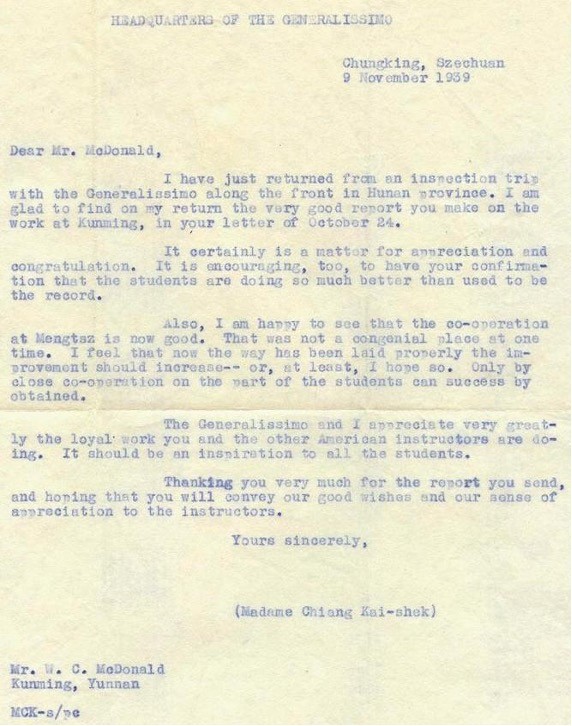 HEADQUARTERS OF THE GENERALISSIMO
Chungking, Szechuan
9 November 1939
Dear Mr. McDonald,
I have just returned from an inspection trip
with the Generalissimo along the front in Hunan province. I am
glad to find on my return the very good report you make on the
work at Kunming, in your letter of October 24.
It certainly is a matter for appreciation and
congratulation. It is encouraging, too, to have your confirma-
tion that the students are doing so much better than used to be
the record.
Also, I am happy to see that the co-operation
at Mengtsz is now good. That was not a congenial place at one
time. I feel that now the way has been laid properly the im-
provement should increase-- or, at least, I hope so. Only by
close co-operation on the part of the students can success by
obtained.
The Generalissimo and I appreciate very great-
ly the loyal work you and the other American instructors are do-
ing. It should be an inspiration to all the students.
Thanking you very much for the report you send,
and hoping that you will convey our good wishes and our sense of
appreciation to the instructors.
Yours sincerely,
(Madame Chiang Kai-shek)
Mr. W. C. McDonald
Kunming, Yunnan
MCK-s/pc